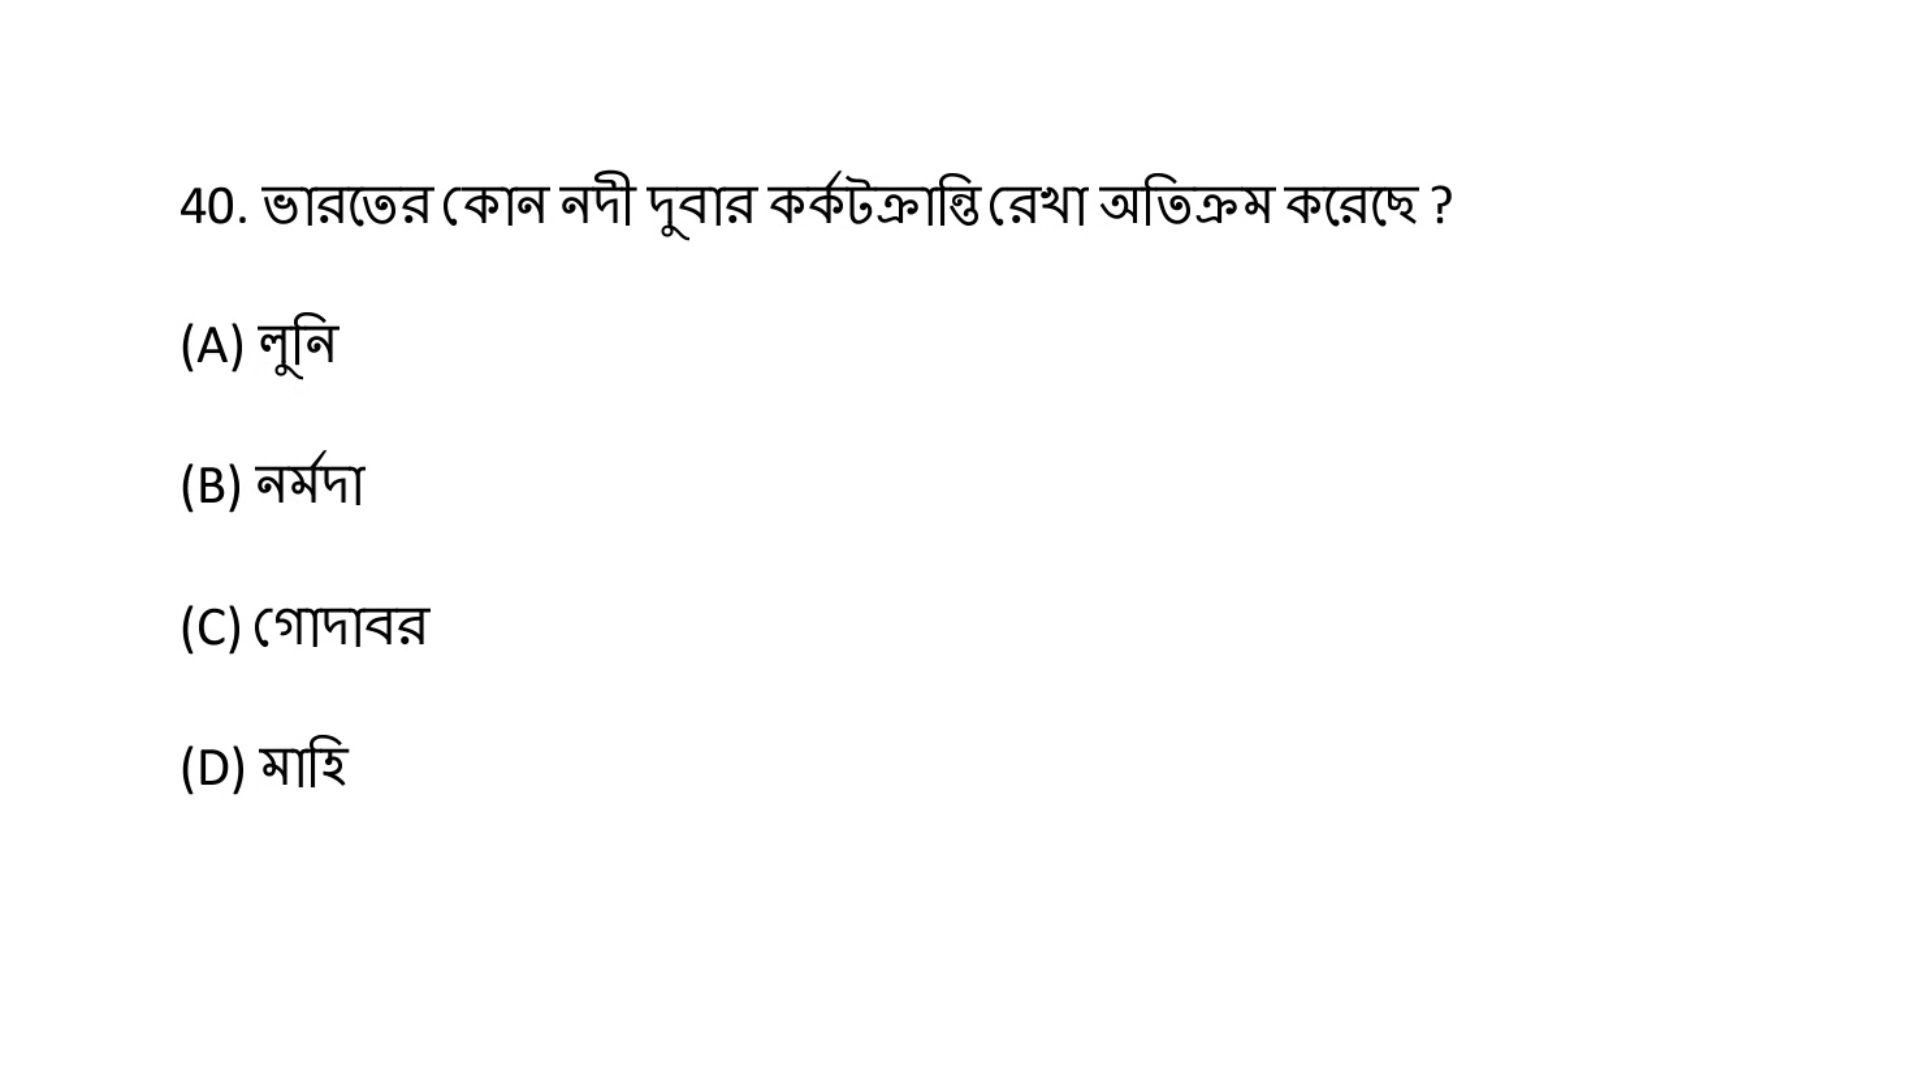 40. ভারতের কোন নদী দুবার কর্কটক্রান্তি রেখা অতিক্রম করেছে ?
(A) লুনি
(B) নর্মদা
(C) গোদাবর
(D) মাহি